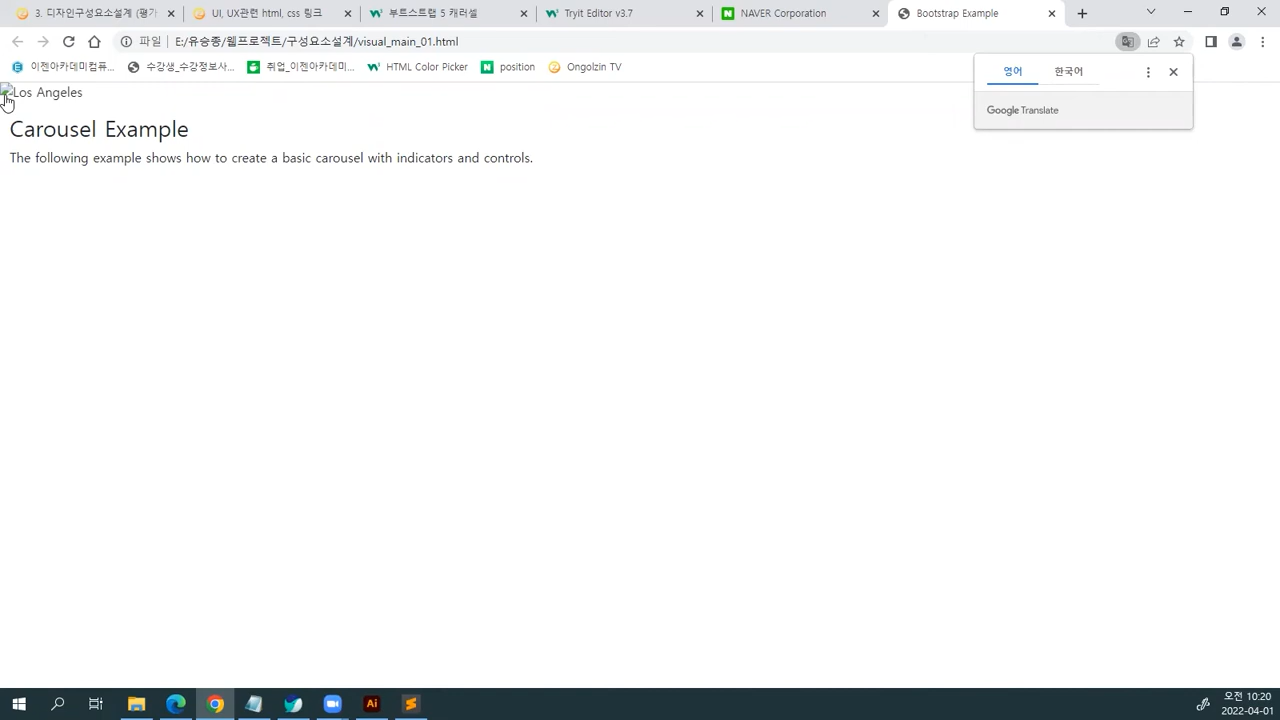 3. 디자인구성요소설계 (평가
UI, UX관련 html, css 링크
부트스트랩 5 캐러셀
Tryit Editor v3.7
NAVER Corporation
Bootstrap Example
파일
E:/유승종/웹프로젝트/구성요소설계/visual_main_01.html
이젠아카데미컴퓨...
수강생_수강정보사...
취업_이젠아카데미...
HTML Color Picker
position
Ongolzin TV
영어
한국어
Google Translate
Los Angeles
Carousel Example
The following example shows how to create a basic carousel with indicators and controls.
Ai
오전 10:20
2022-04-01